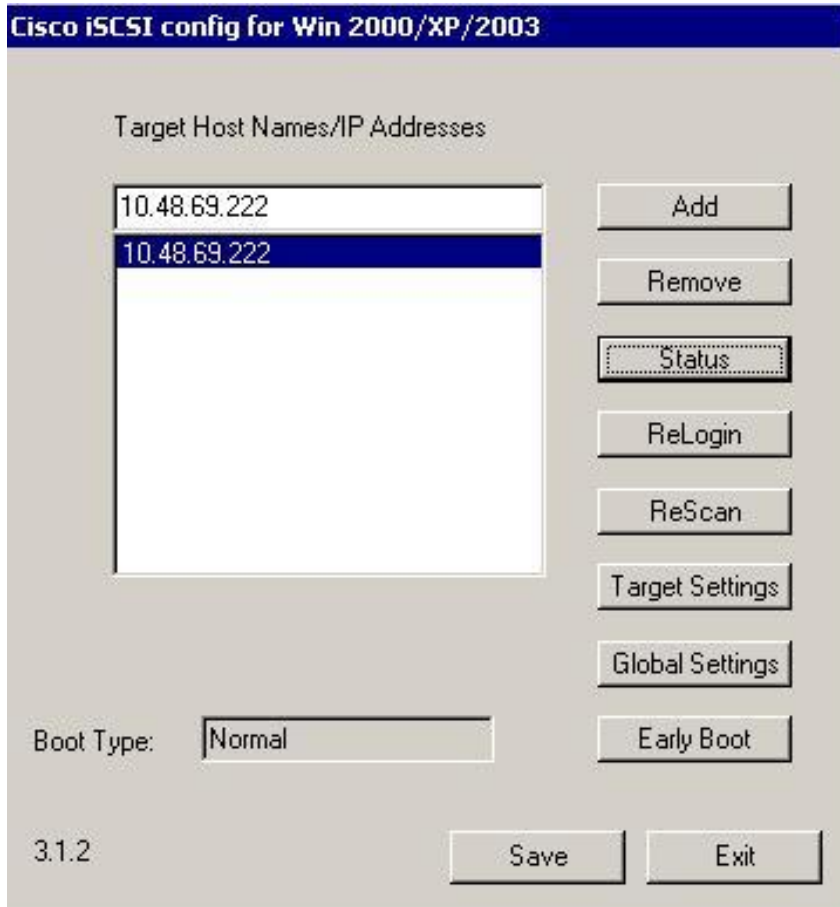 Cisco iSCSI config for Win 2000/XP/2003
Target Host Names/IP Addresses
10.48.69.222
10.48.69.222
Add
Remove
Status
ReLogin
ReScan
Target Settings
Global Settings
Boot Type:
Normal
Early Boot
3.1.2
Save
Exit